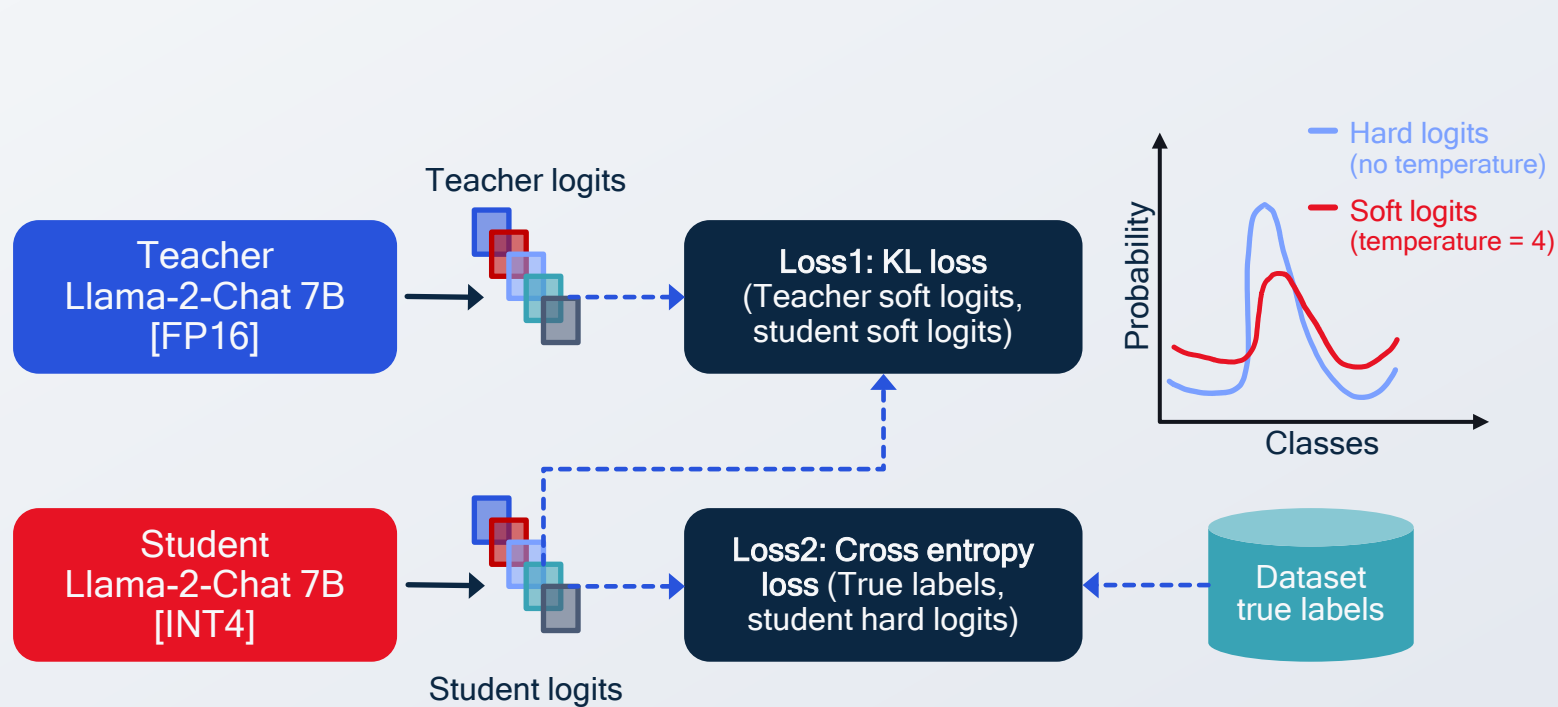 Teacher
Llama-2-Chat 7B
[FP16]
Teacher logits
Loss1: KL loss
(Teacher soft logits,
student soft logits)
Probability
Classes
Hard logits
(no temperature)
Soft logits
(temperature = 4)
Student
Llama-2-Chat 7B
[INT4]
Student logits
Loss2: Cross entropy
loss (True labels,
student hard logits)
Dataset
true labels